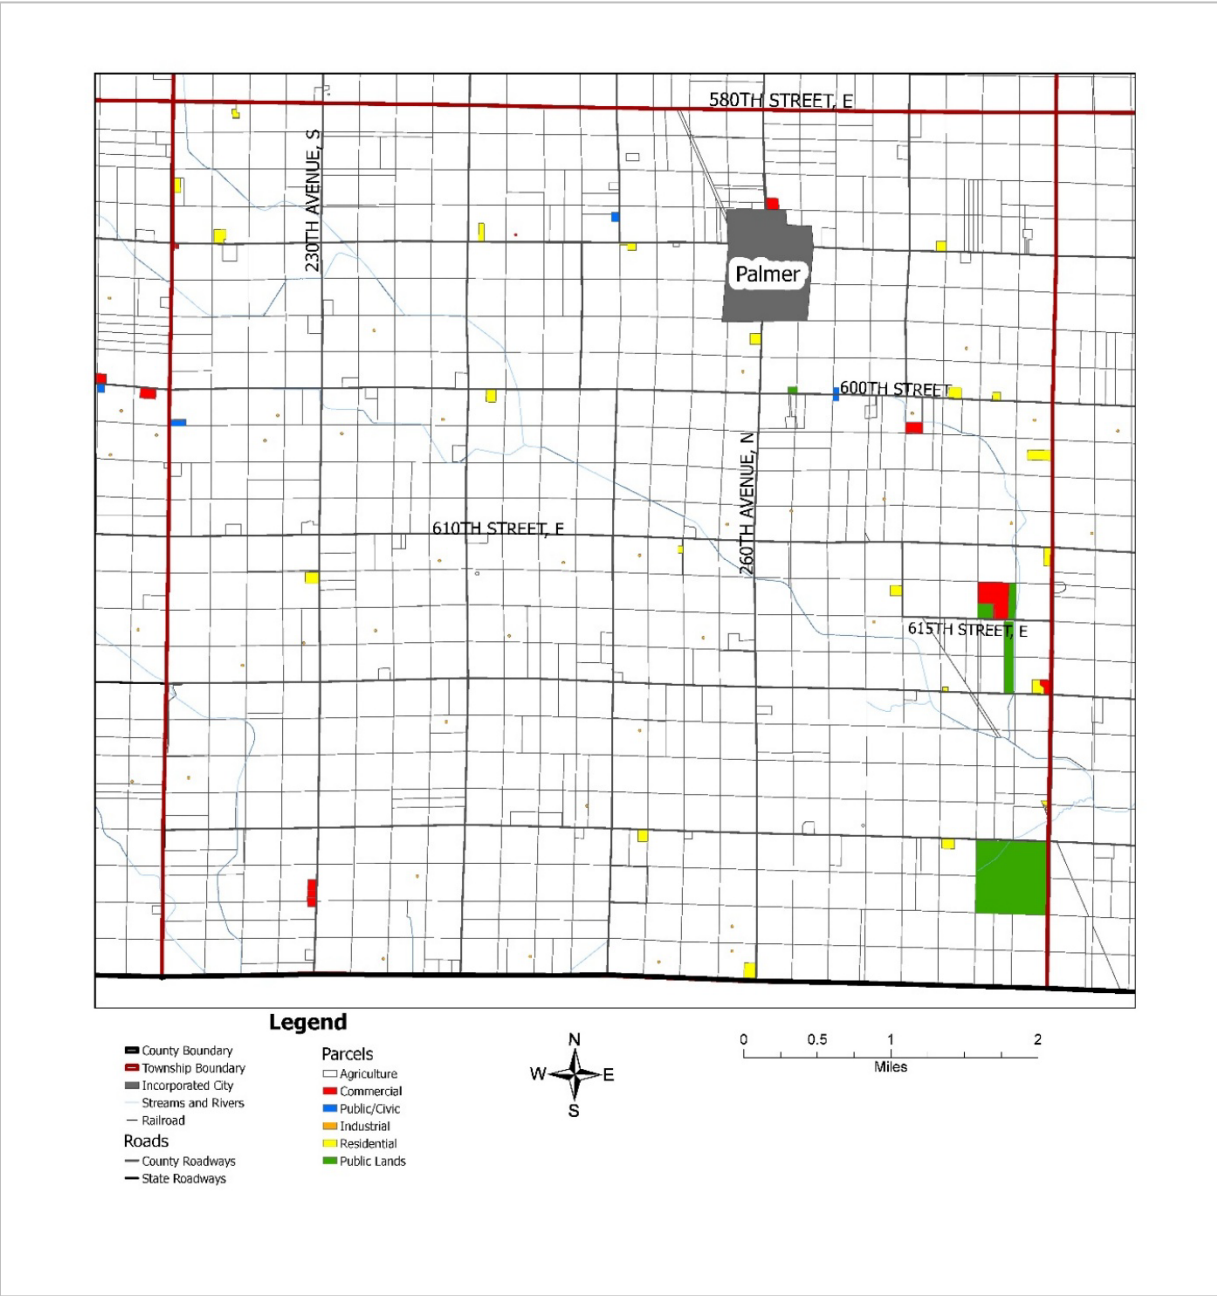 580TH STREET, E
230TH AVENUE, S
Palmer
600TH STREET
260TH AVENUE, N
610TH STREET, E
615TH STREET, E
Legend
County Boundary
Township Boundary
Incorporated City
Streams and Rivers
Railroad
Roads
County Roadways
State Roadways
Parcels
Agriculture
Commercial
Public/Civic
Industrial
Residential
Public Lands
N
W E
S
0 0.5 1 2
Miles